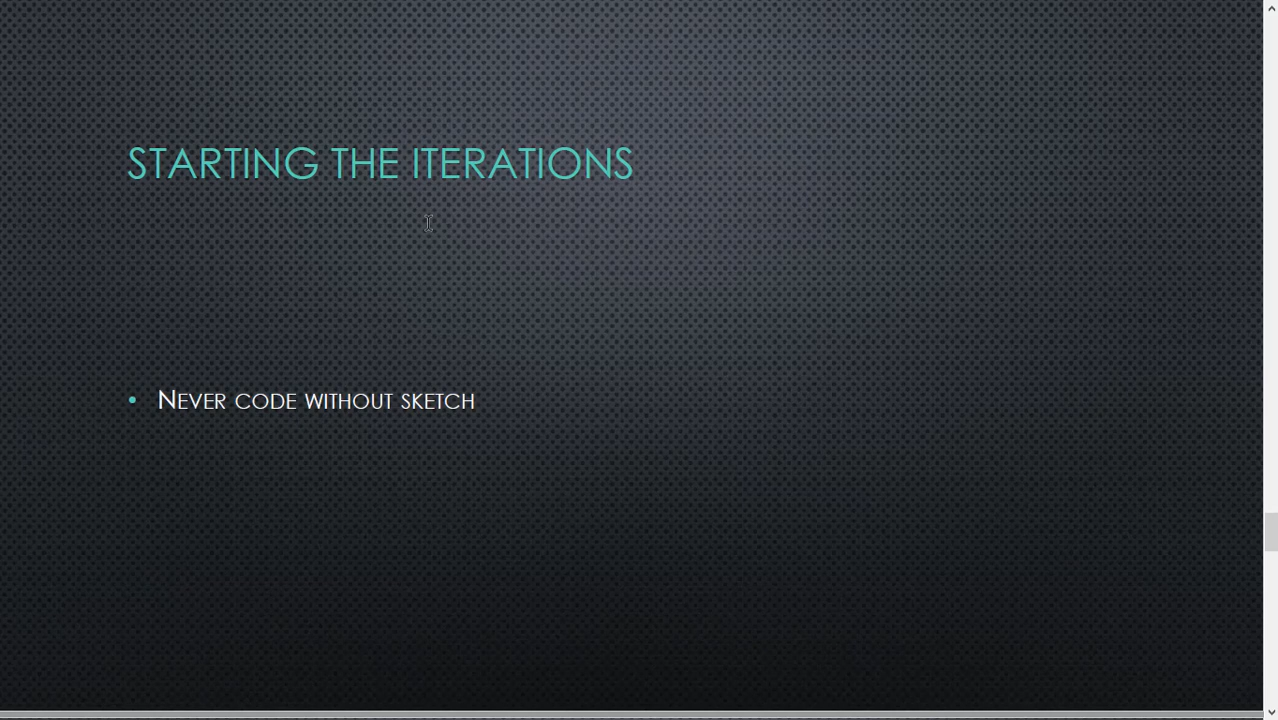 STARTING THE ITERATIONS
• NEVER CODE WITHOUT SKETCH